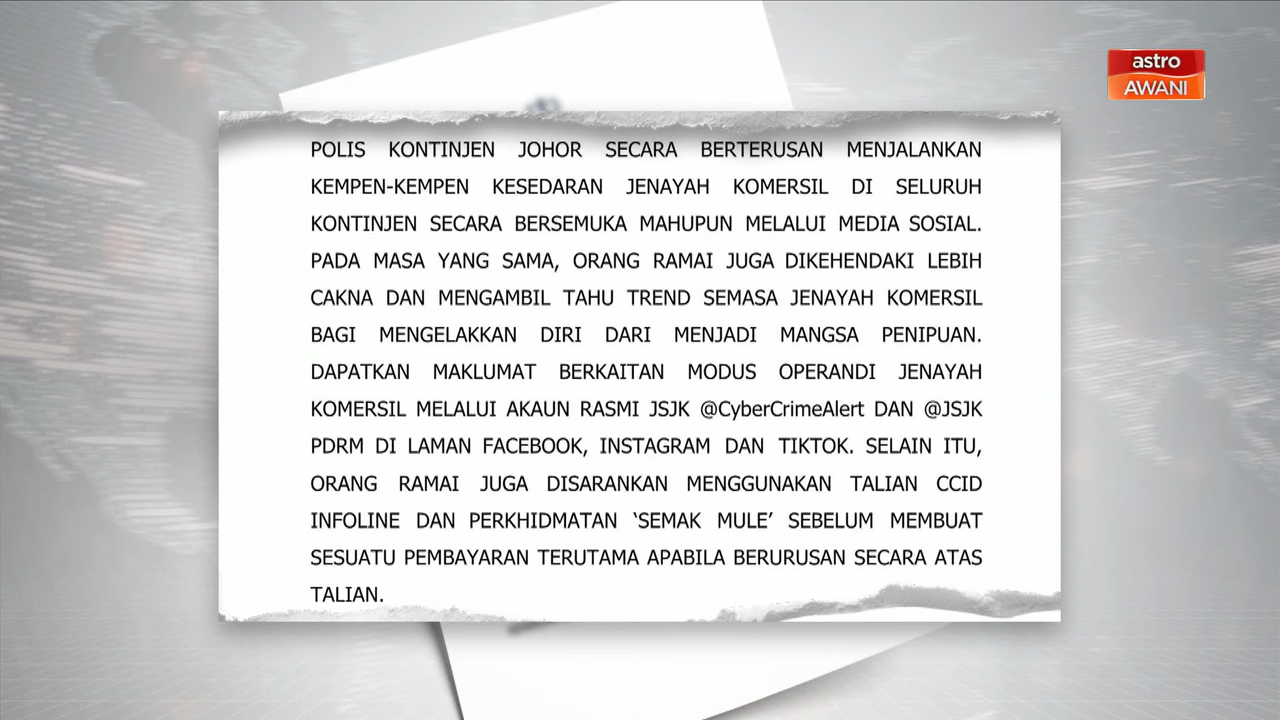 astro
AWANI
POLIS KONTINJEN JOHOR SECARA BERTERUSAN MENJALANKAN
KEMPEN-KEMPEN KESEDARAN JENAYAH KOMERSIL DI SELURUH
KONTINJEN SECARA BERSEMUKA MAHUPUN MELALUI MEDIA SOSIAL.
PADA MASA YANG SAMA, ORANG RAMAI JUGA DIKEHENDAKI LEBIH
CAKNA DAN MENGAMBIL TAHU TREND SEMASA JENAYAH KOMERSIL
BAGI MENGELAKKAN DIRI DARI MENJADI MANGSA PENIPUAN.
DAPATKAN MAKLUMAT BERKAITAN MODUS OPERANDI JENAYAH
KOMERSIL MELALUI AKAUN RASMI JSJK @CyberCrimeAlert DAN @JSJK
PDRM DI LAMAN FACEBOOK, INSTAGRAM DAN TIKTOK. SELAIN ITU,
ORANG RAMAI JUGA DISARANKAN MENGGUNAKAN TALIAN CCID
INFOLINE DAN PERKHIDMATAN ‘SEMAK MULE’ SEBELUM MEMBUAT
SESUATU PEMBAYARAN TERUTAMA APABILA BERURUSAN SECARA ATAS
TALIAN.